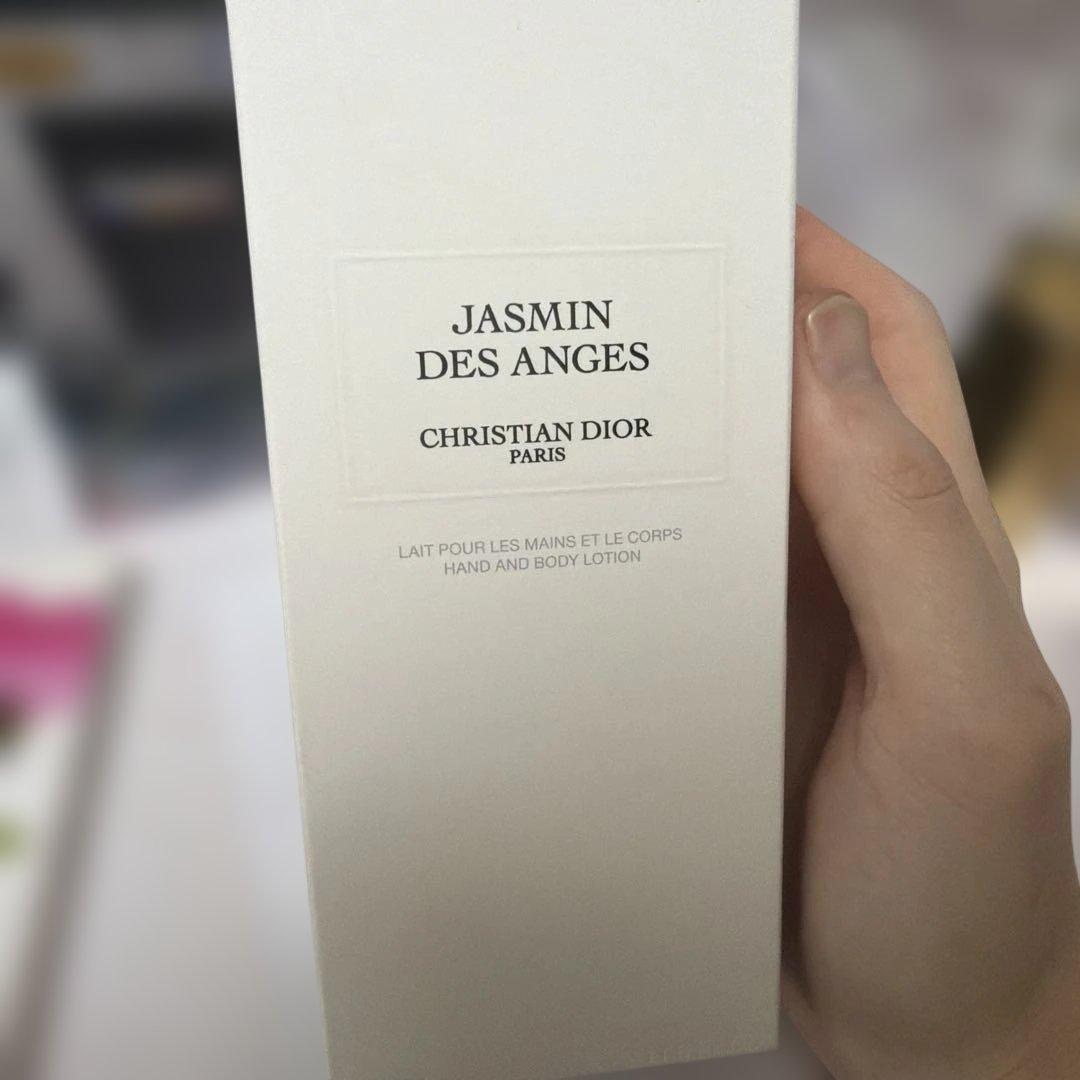 JASMIN
DES ANGES
CHRISTIAN DIOR
PARIS
LAIT POUR LES MAINS ET LE CORPS
HAND AND BODY LOTION